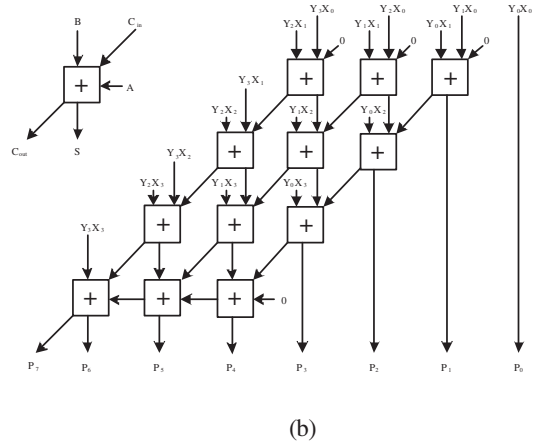 Y3X0 Y2X0 Y1X0 Y0X0
B Cin Y2X1 Y1X1 Y0X1
0 0 0
+ A + + +
Y3X1
Y2X2 Y1X2 Y0X2
Cout S + + +
Y3X2
Y2X3 Y1X3 Y0X3
+ + +
Y3X3
+ + + 0
P7 P6 P5 P4 P3 P2 P1 P0
(b)